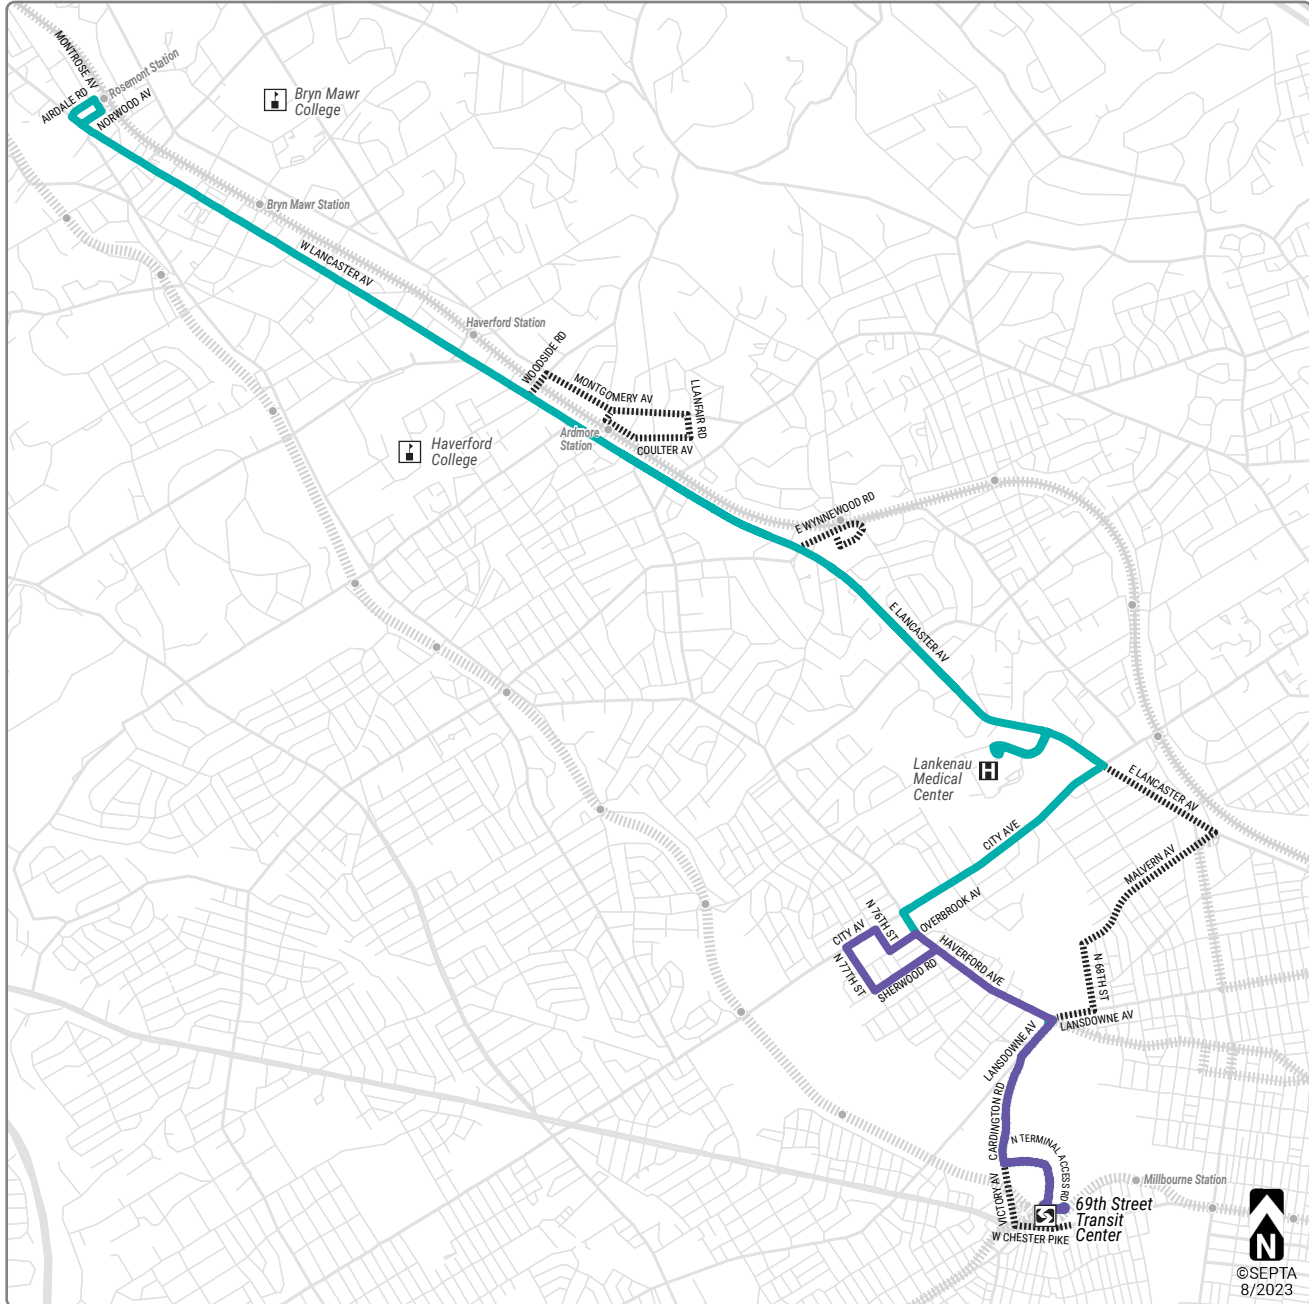 MONTROSE AV
Rosemont Station
AIRDALE RD
NORWOOD AV
Bryn Mawr
College
Bryn Mawr Station
W LANCASTER AV
Haverford Station
WOODSIDE RD
MONTGOMERY AV
LLANFAIR RD
Ardmore
Station
COULTER AV
Haverford
College
E WYNNEWOOD RD
E LANCASTER AV
Lankenau
Medical
Center
H
E LANCASTER AV
CITY AVE
MALVERN AV
N 76TH ST
OVERBROOK AV
CITY AV
HAVERFORD AVE
N 77TH ST
SHERWOOD RD
N 68TH ST
LANSDOWNE AV
LANSDOWNE AV
CARDINGTON RD
N TERMINAL ACCESS RD
VICTORY AV
Millbourne Station
69th Street
Transit
Center
W CHESTER PIKE
N
©SEPTA
8/2023